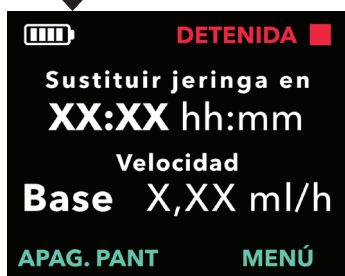 DETENIDA
Sustituir jeringa en
XX:XX hh:mm
Velocidad
Base X,XX ml/h
APAG. PANT MENÚ